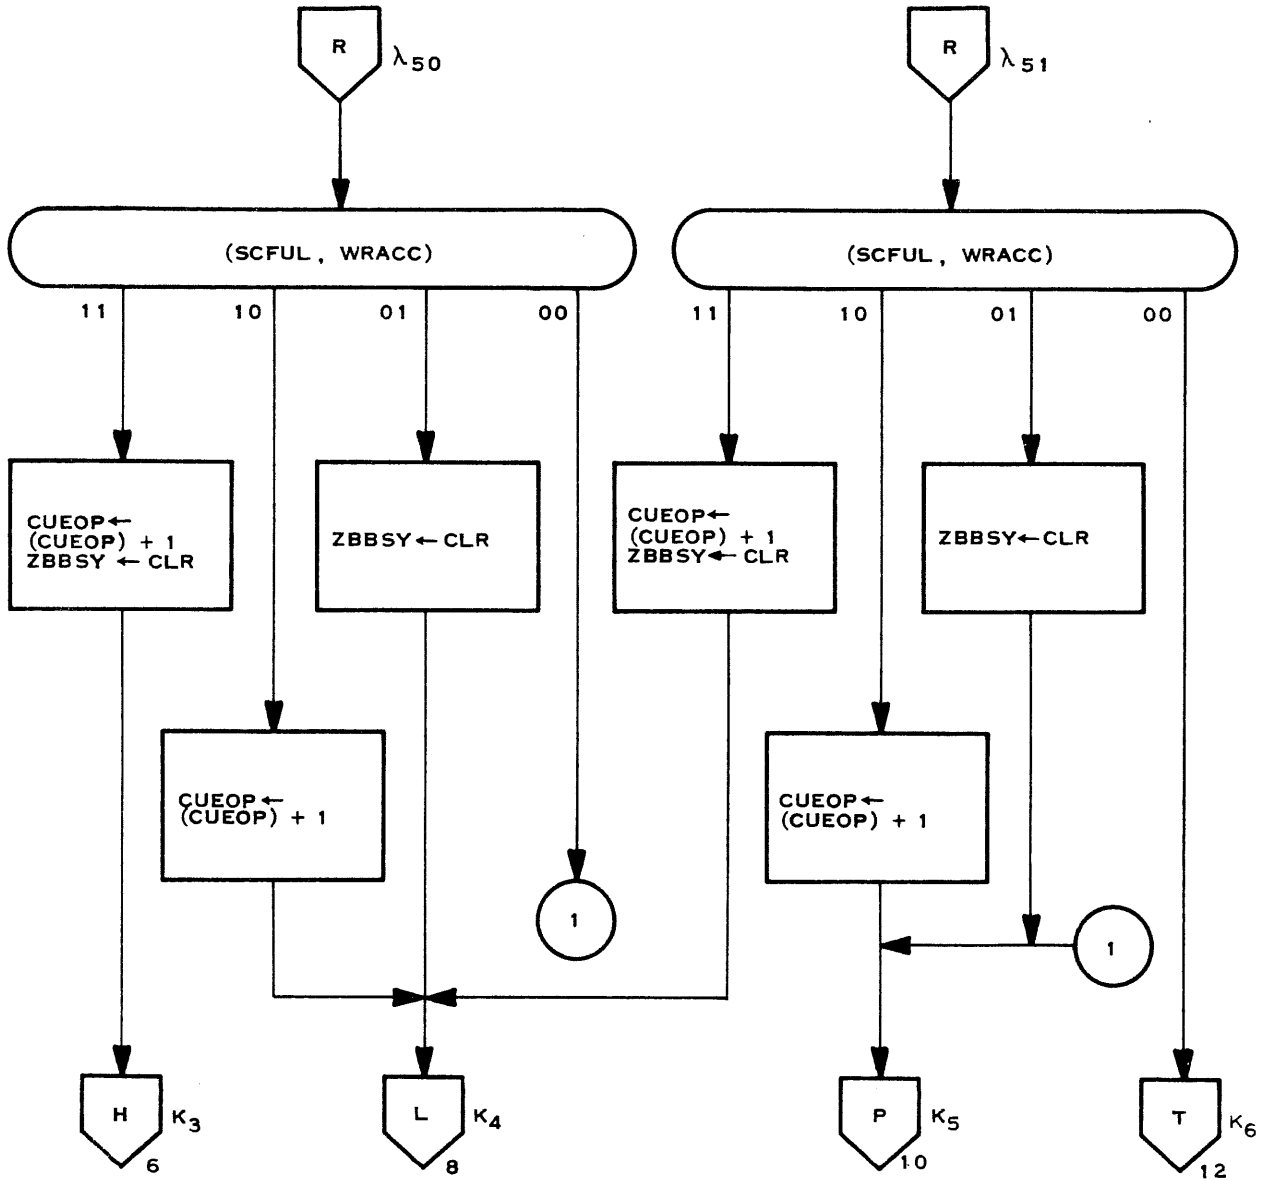 R
λ50
R
λ51
(SCFUL, WRACC)
(SCFUL, WRACC)
11
10
01
00
11
10
01
00
CUEOP←
(CUEOP) + 1
ZBBSY ← CLR
ZBBSY ← CLR
CUEOP←
(CUEOP) + 1
ZBBSY ← CLR
ZBBSY ← CLR
CUEOP←
(CUEOP) + 1
CUEOP←
(CUEOP) + 1
1
1
H
K3
6
L
K4
8
P
K5
10
T
K6
12